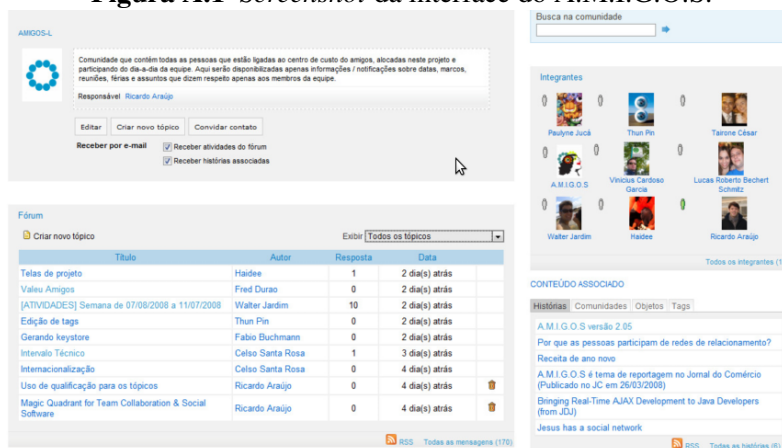 Figura A.1 Screenshot da interface do A.M.I.G.O.S.
AMIGOS-L
Comunidade que contém todas as pessoas que estão ligadas ao centro de custo do amigos, alocadas neste projeto e
participando do dia-a-dia da equipe. Aqui serão disponibilizadas apenas informações / notificações sobre datas, marcos,
reuniões, férias e assuntos que dizem respeito apenas aos membros da equipe.
Responsável Ricardo Araújo
Editar Criar novo tópico Convidar contato
Receber por e-mail Receber atividades do fórum
Receber histórias associadas
Fórum
Criar novo tópico Exibir Todos os tópicos
Título Autor Resposta Data
Telas de projeto Haidee 1 2 dia(s) atrás
Valeu Amigos Fred Durao 0 2 dia(s) atrás
[ATIVIDADES] Semana de 07/08/2008 a 11/07/2008 Walter Jardim 10 2 dia(s) atrás
Edição de tags Thun Pin 0 2 dia(s) atrás
Gerando keystore Fabio Buchmann 0 2 dia(s) atrás
Intervalo Técnico Celso Santa Rosa 1 3 dia(s) atrás
Internacionalização Celso Santa Rosa 0 4 dia(s) atrás
Uso de qualificação para os tópicos Ricardo Araújo 0 4 dia(s) atrás
Magic Quadrant for Team Collaboration & Social
Software Ricardo Araújo 0 4 dia(s) atrás
RSS Todas as mensagens (170)
Busca na comunidade
Integrantes
Paulyne Jucá Thun Pin Tairone César
A.M.I.G.O.S Vinicius Cardoso
Garcia Lucas Roberto Bechert
Schmitz
Walter Jardim Haidee Ricardo Araújo
Todos os integrantes (1
CONTEÚDO ASSOCIADO
Histórias Comunidades Objetos Tags
A.M.I.G.O.S versão 2.05
Por que as pessoas participam de redes de relacionamento?
Receita de ano novo
A.M.I.G.O.S é tema de reportagem no Jornal do Comércio
(Publicado no JC em 26/03/2008)
Bringing Real-Time AJAX Development to Java Developers
(from JDJ)
Jesus has a social network
RSS Todas as histórias (6)